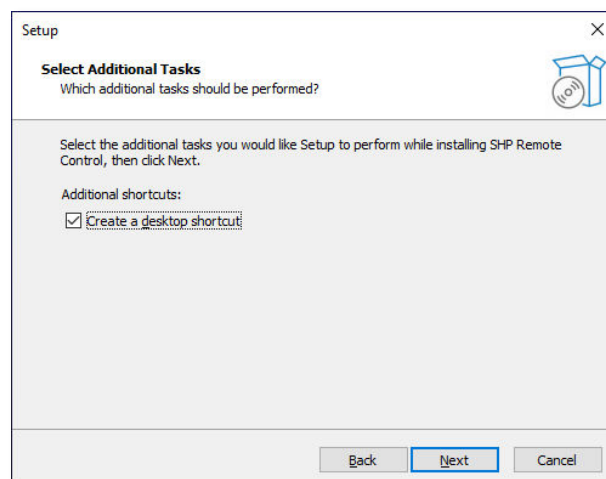 Setup
Select Additional Tasks
Which additional tasks should be performed?
Select the additional tasks you would like Setup to perform while installing SHP Remote
Control, then click Next.
Additional shortcuts:
Create a desktop shortcut
Back Next Cancel